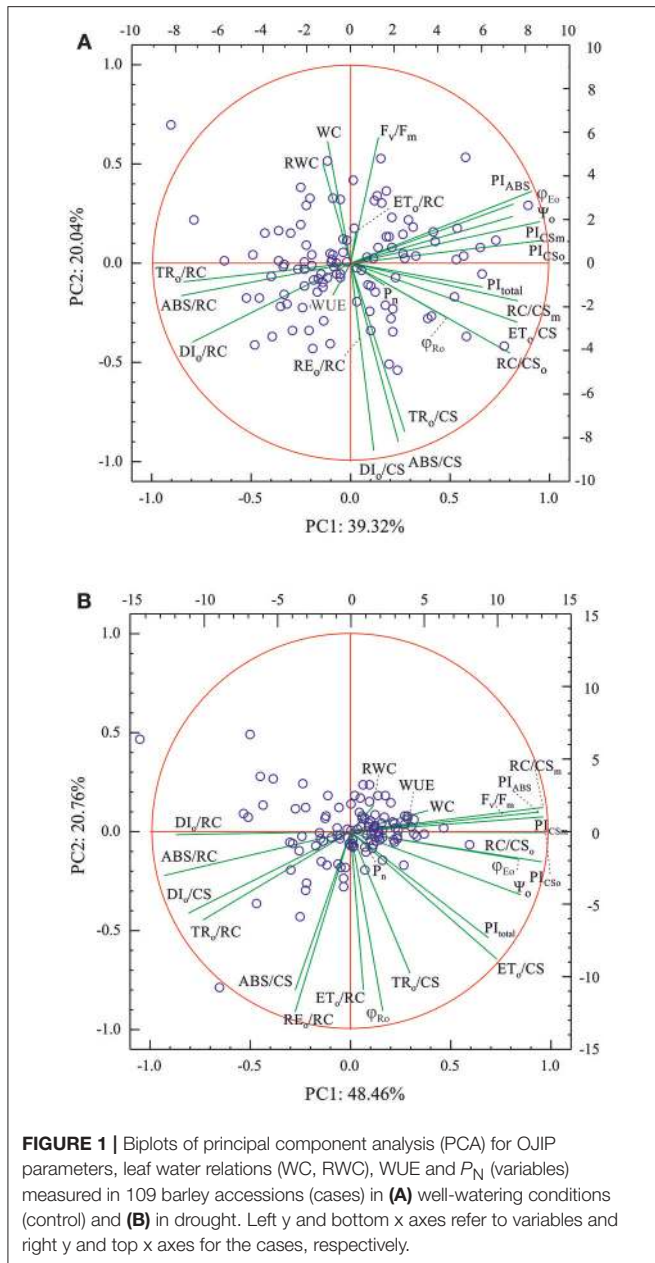 A
-10 -8 -6 -4 -2 0 2 4 6 8 10
1.0
0.5
0.0
-0.5
-1.0
PC2: 20.04%
10
8
6
4
2
0
-2
-4
-6
-8
-10
WC
Fv/Fm
RWC
ETo/RC
PIABS
φEo
Ψo
PICSm
PICSo
TRo/RC
ABS/RC
WUE
Pn
PItotal
RC/CSm
DIo/RC
REo/RC
φRo
ETo/CS
RC/CSo
TRo/CS
ABS/CS
DIo/CS
-1.0 -0.5 0.0 0.5 1.0
PC1: 39.32%
B
-15 -10 -5 0 5 10 15
1.0
0.5
0.0
-0.5
-1.0
PC2: 20.76%
15
10
5
0
-5
-10
-15
RWC
WUE
WC
RC/CSm
PIABS
Fv/Fm
PICSm
DIo/RC
ABS/RC
Pn
RC/CSo
φEo
Ψo
PICSo
DIo/CS
TRo/RC
PItotal
ABS/CS
ETo/RC
TRo/CS
ETo/CS
REo/RC
φRo
-1.0 -0.5 0.0 0.5 1.0
PC1: 48.46%
FIGURE 1 | Biplots of principal component analysis (PCA) for OJIP
parameters, leaf water relations (WC, RWC), WUE and PN (variables)
measured in 109 barley accessions (cases) in (A) well-watering conditions
(control) and (B) in drought. Left y and bottom x axes refer to variables and
right y and top x axes for the cases, respectively.